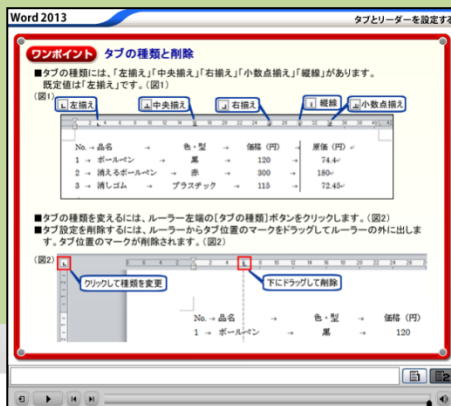 Word 2013
タブとリーダーを設定する
ワンポイント タブの種類と削除
■タブの種類には、「左揃え」「中央揃え」「右揃え」「小数点揃え」「縦線」があります。
既定値は「左揃え」です。(図1)
(図1) 左揃え 中央揃え 右揃え 縦線 小数点揃え
No. → 品名 → 色・型 → 価格（円） → 原価（円）
1 → ボールペン → 黒 → 120 → 74.4
2 → 消えるボールペン → 赤 → 300 → 180
3 → 消しゴム → プラスチック → 115 → 72.45
■タブの種類を変えるには、ルーラー左端の[タブの種類]ボタンをクリックします。(図2)
■タブ設定を削除するには、ルーラーからタブ位置のマークをドラッグしてルーラーの外に出しま
す。タブ位置のマークが削除されます。(図2)
(図2)
クリックして種類を変更 下にドラッグして削除
No. → 品名 → 色・型 → 価格（円）
1 → ボールペン → 黒 → 120
1 2